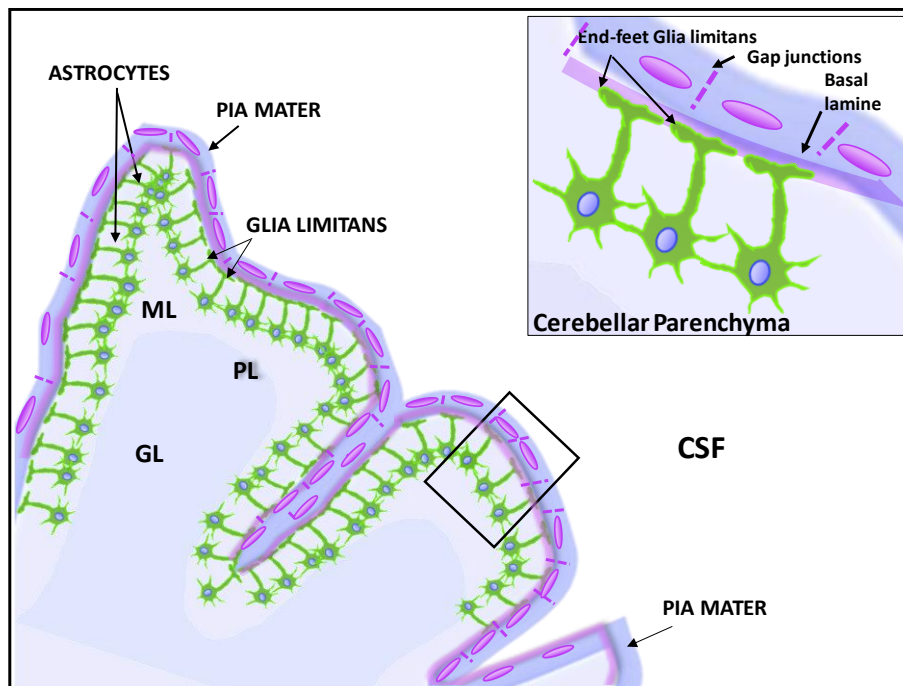 End-feet Glia limitans
Gap junctions
Basal
lamine
Cerebellar Parenchyma
ASTROCYTES
PIA MATER
GLIA LIMITANS
ML
PL
GL
CSF
PIA MATER